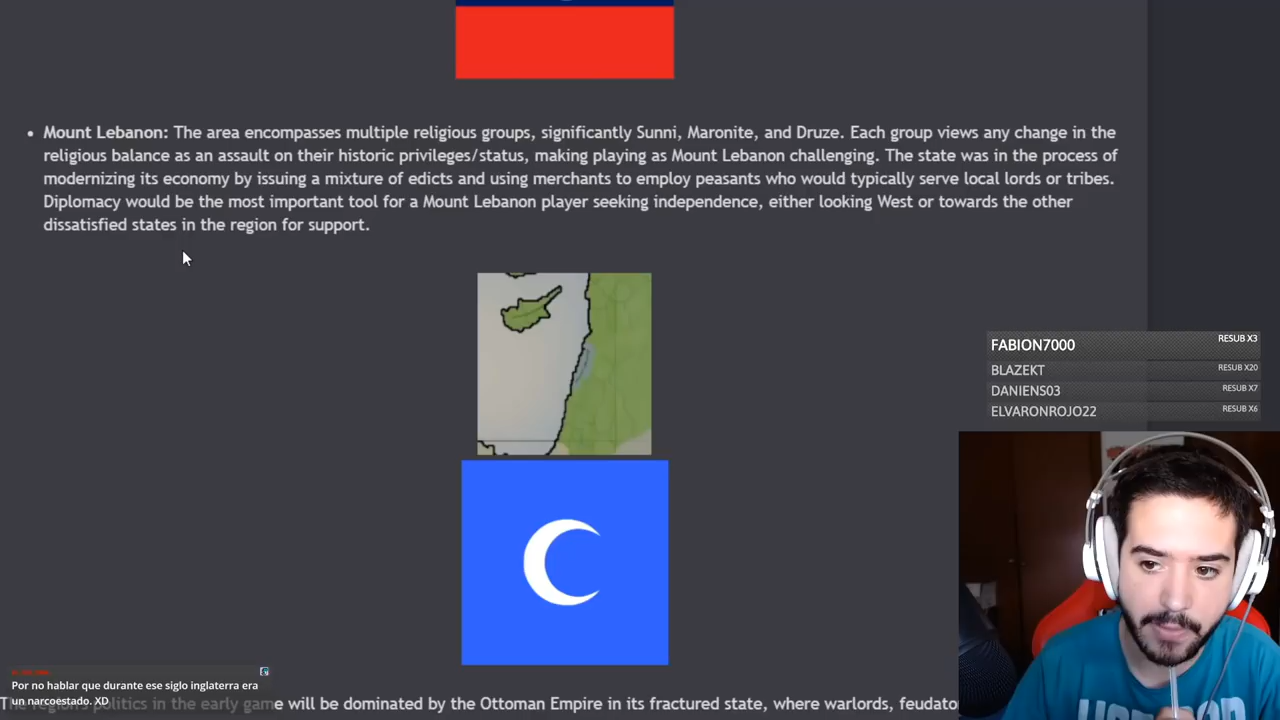 Mount Lebanon: The area encompasses multiple religious groups, significantly Sunni, Maronite, and Druze. Each group views any change in the
religious balance as an assault on their historic privileges/status, making playing as Mount Lebanon challenging. The state was in the process of
modernizing its economy by issuing a mixture of edicts and using merchants to employ peasants who would typically serve local lords or tribes.
Diplomacy would be the most important tool for a Mount Lebanon player seeking independence, either looking West or towards the other
dissatisfied states in the region for support.
FABION7000 RESUB X3
BLAZEKT RESUB X20
DANIENS03 RESUB X7
ELVARONROJO22 RESUB X6
Por no hablar que durante ese siglo inglaterra era
un narcoestado. XD
The region's politics in the early game will be dominated by the Ottoman Empire in its fractured state, where warlords,